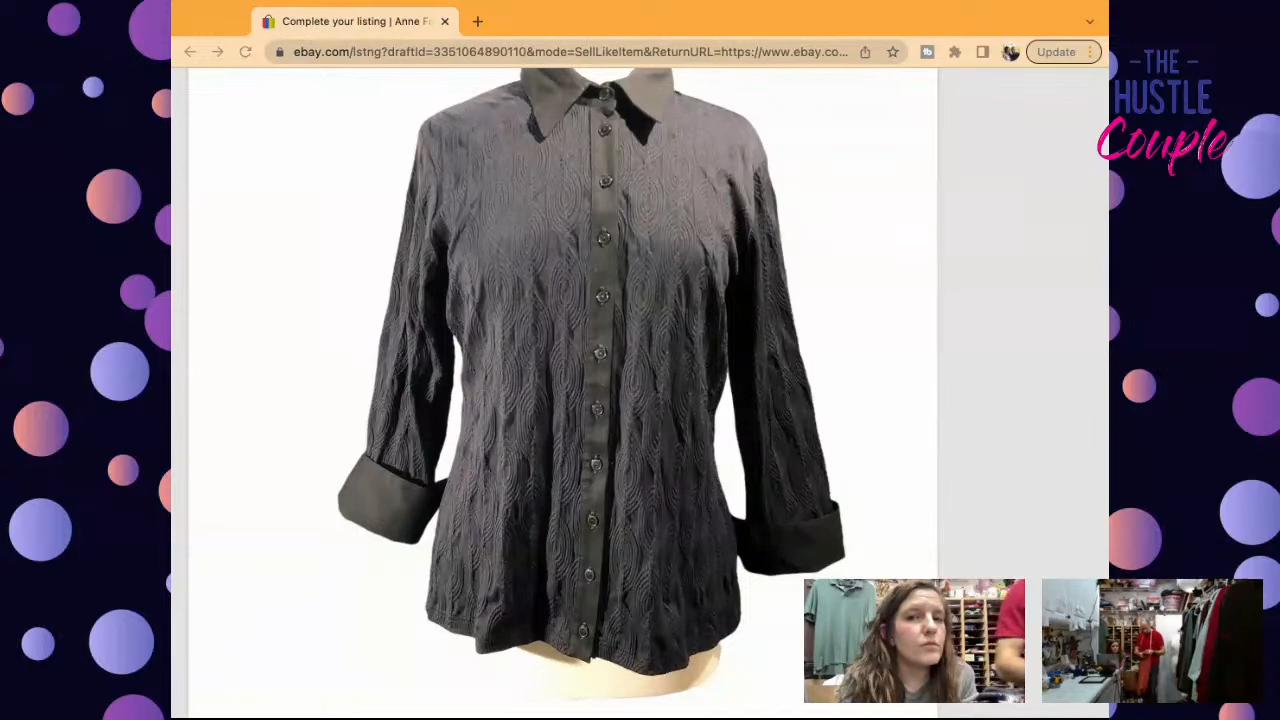 Complete your listing | Anne F
ebay.com/lstng?draftId=3351064890110&mode=SellLikeItem&ReturnURL=https://www.ebay.co...
Update
-THE-
HUSTLE
Couple